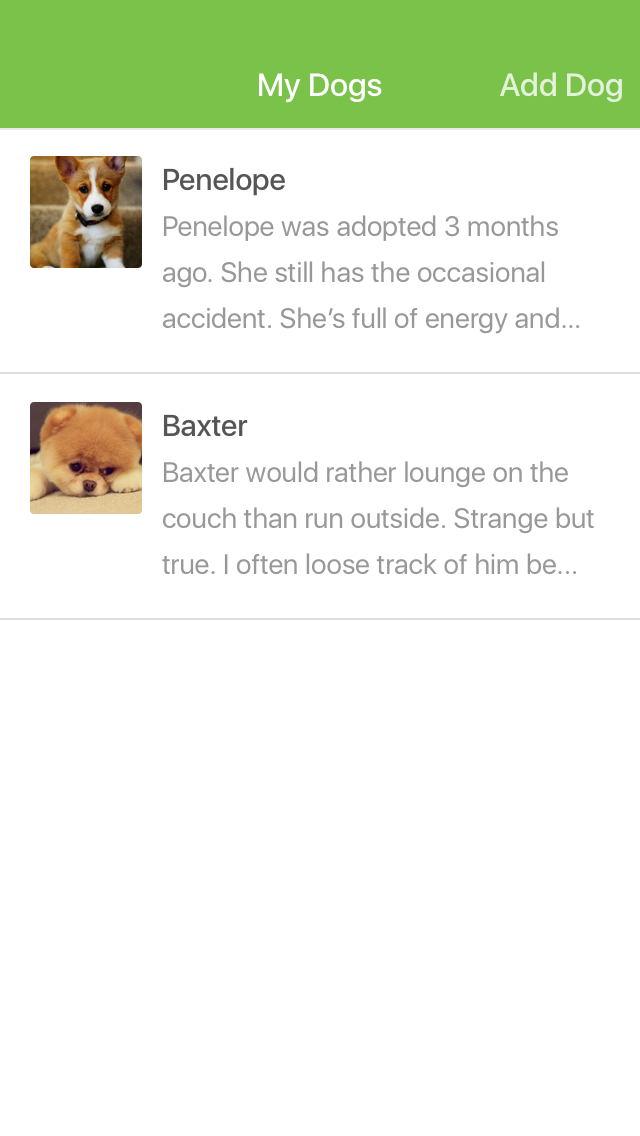 My Dogs
Add Dog
Penelope
Penelope was adopted 3 months
ago. She still has the occasional
accident. She’s full of energy and...
Baxter
Baxter would rather lounge on the
couch than run outside. Strange but
true. I often loose track of him be...